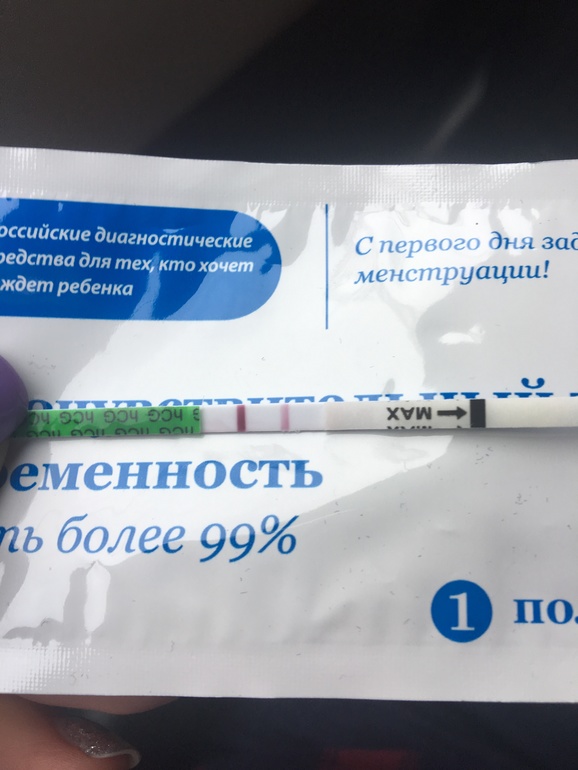 оссийские диагностические
редства для тех, кто хочет
ждет ребенка
С первого дня зад
менструации!
hCG hCG hCG hCG
MAX
еменность
ть более 99%
1 по